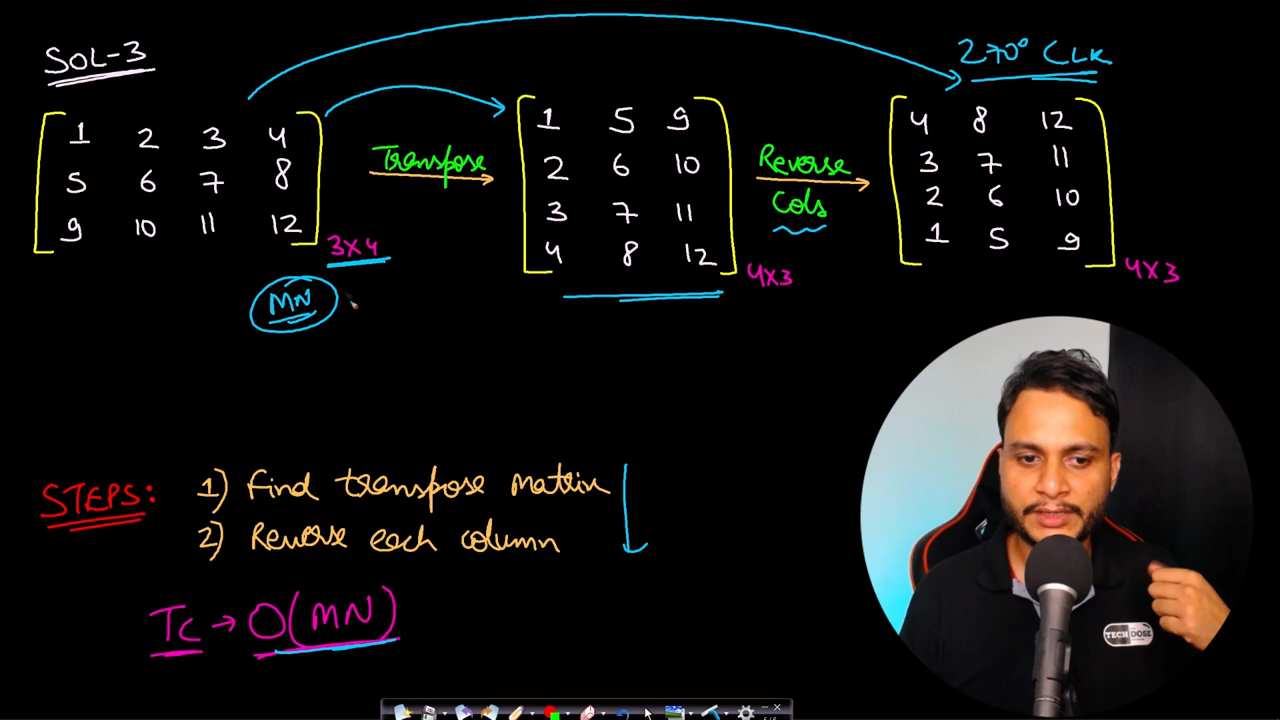 SOL-3
270° CLK
1 2 3 4
5 6 7 8
9 10 11 12
3X4
MN
Transpose
1 5 9
2 6 10
3 7 11
4 8 12
4X3
Reverse
Cols
4 8 12
3 7 11
2 6 10
1 5 9
4X3
STEPS:
1) Find transpose matrix
2) Reverse each column
TC → O(MN)
TECH DOSE